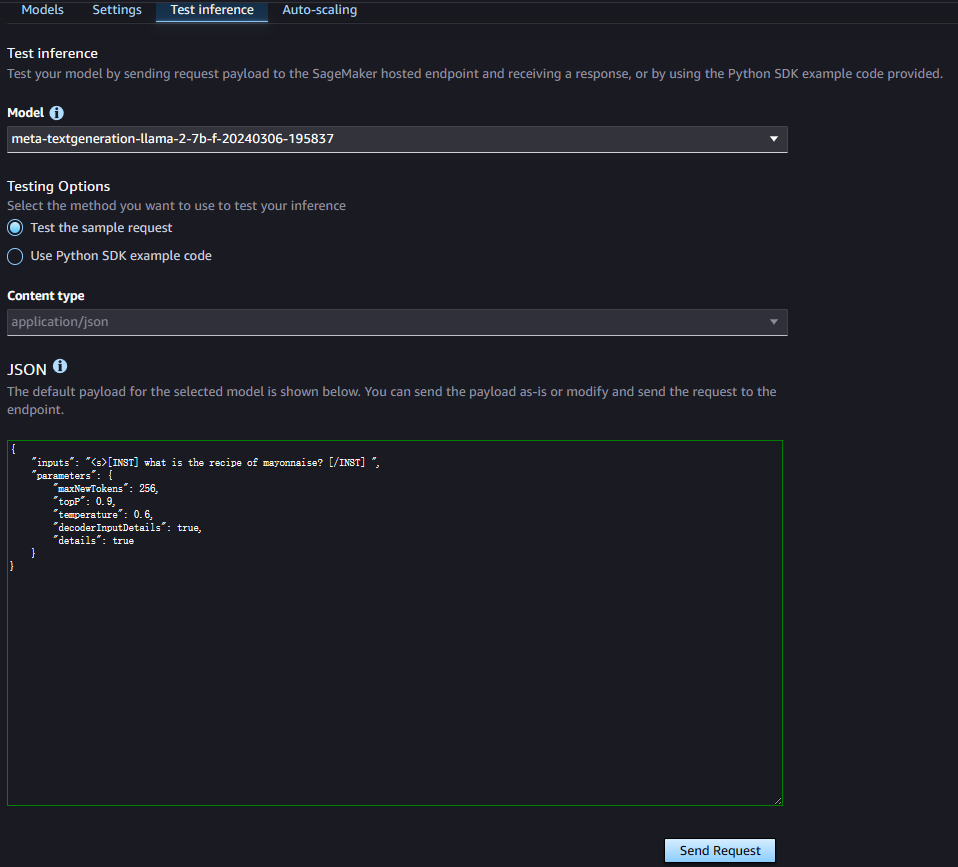 Models Settings Test inference Auto-scaling
Test inference
Test your model by sending request payload to the SageMaker hosted endpoint and receiving a response, or by using the Python SDK example code provided.
Model
meta-textgeneration-llama-2-7b-f-20240306-195837
Testing Options
Select the method you want to use to test your inference
Test the sample request
Use Python SDK example code
Content type
application/json
JSON
The default payload for the selected model is shown below. You can send the payload as-is or modify and send the request to the
endpoint.
{
    "inputs": "<s>[INST] what is the recipe of mayonnaise? [/INST] ",
    "parameters": {
        "maxNewTokens": 256,
        "topP": 0.9,
        "temperature": 0.6,
        "decoderInputDetails": true,
        "details": true
    }
}
Send Request